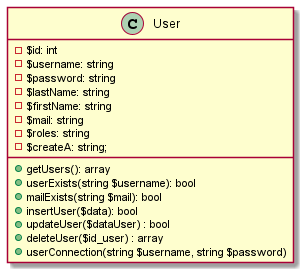 C User
$id: int
$username: string
$password: string
$lastName: string
$firstName: string
$mail: string
$roles: string
$createA: string;
getUsers(): array
userExists(string $username): bool
mailExists(string $mail): bool
insertUser($data): bool
updateUser($dataUser) : bool
deleteUser($id_user) : array
userConnection(string $username, string $password)